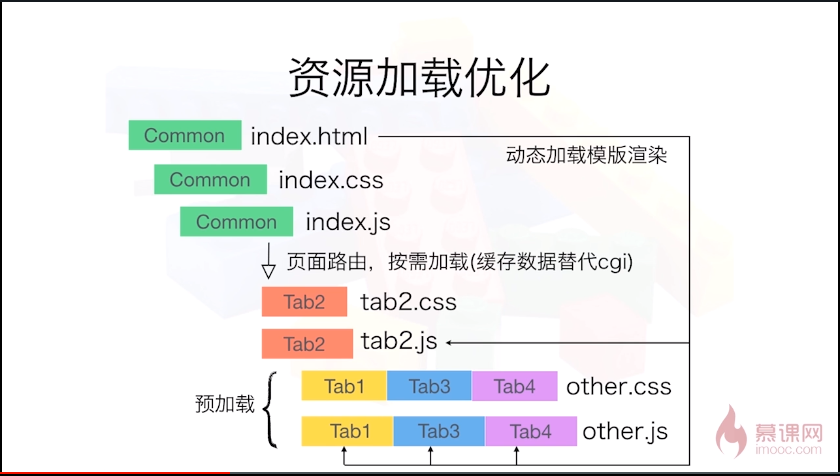 资源加载优化
Common index.html
动态加载模版渲染
Common index.css
Common index.js
页面路由，按需加载(缓存数据替代cgi)
Tab2 tab2.css
Tab2 tab2.js
预加载
Tab1 Tab3 Tab4 other.css
Tab1 Tab3 Tab4 other.js
慕课网
imooc.com